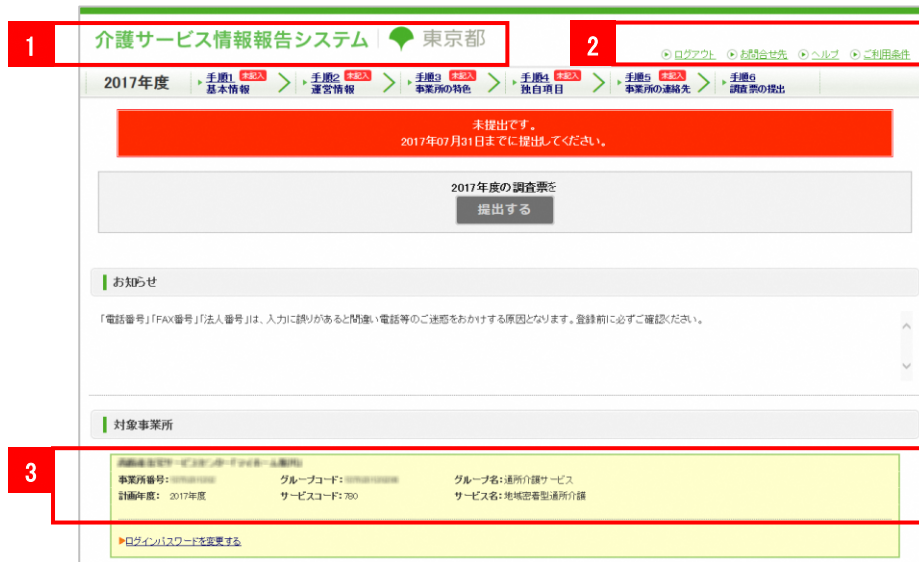 1
介護サービス情報報告システム 東京都
2
ログアウト お問合せ先 ヘルプ ご利用条件
2017年度 手順1 未記入 基本情報 手順2 未記入 運営情報 手順3 未記入 事業所の特色 手順4 未記入 独自項目 手順5 未記入 事業所の連絡先 手順6 調査票の提出
未提出です。
2017年07月31日までに提出してください。
2017年度の調査票を
提出する
お知らせ
「電話番号」「FAX番号」「法人番号」は、入力に誤りがあると間違い電話等のご迷惑をおかけする原因となります。登録前に必ずご確認ください。
対象事業所
3
事業所番号: グループコード: グループ名:通所介護サービス
計画年度: 2017年度 サービスコード:780 サービス名:地域密着型通所介護
ログインパスワードを変更する